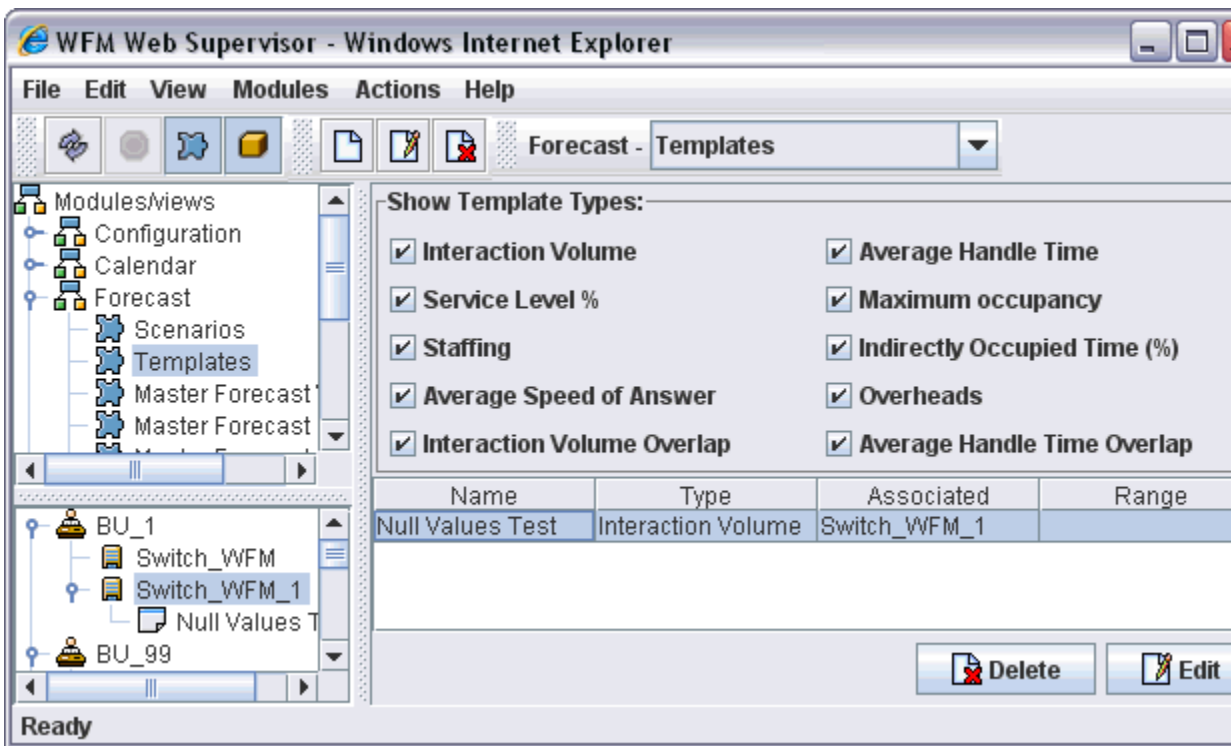 WFM Web Supervisor - Windows Internet Explorer
File Edit View Modules Actions Help
Forecast - Templates
Modules/views
Configuration
Calendar
Forecast
Scenarios
Templates
Master Forecast
Master Forecast
BU_1
Switch_WFM
Switch_WFM_1
Null Values T
BU_99
Show Template Types:
Interaction Volume
Average Handle Time
Service Level %
Maximum occupancy
Staffing
Indirectly Occupied Time (%)
Average Speed of Answer
Overheads
Interaction Volume Overlap
Average Handle Time Overlap
Name Type Associated Range
Null Values Test Interaction Volume Switch_WFM_1
Delete Edit
Ready